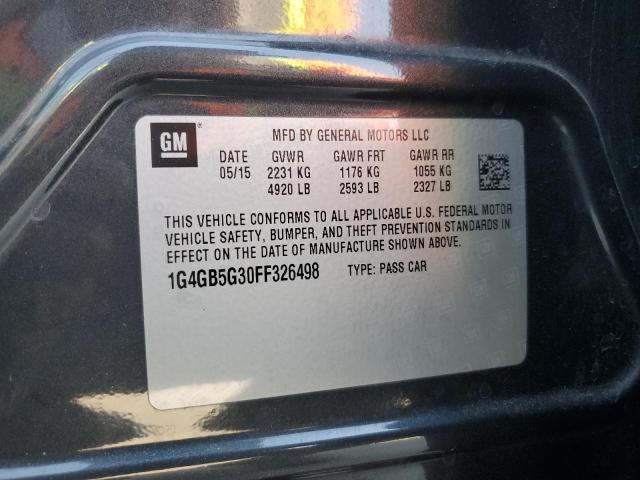 GM® MFD BY GENERAL MOTORS LLC
DATE GVWR GAWR FRT GAWR RR
05/15 2231 KG 1176 KG 1055 KG
4920 LB 2593 LB 2327 LB
THIS VEHICLE CONFORMS TO ALL APPLICABLE U.S. FEDERAL MOTOR
VEHICLE SAFETY, BUMPER, AND THEFT PREVENTION STANDARDS IN
EFFECT ON THE DATE OF MANUFACTURE SHOWN ABOVE.
1G4GB5G30FF326498 TYPE: PASS CAR